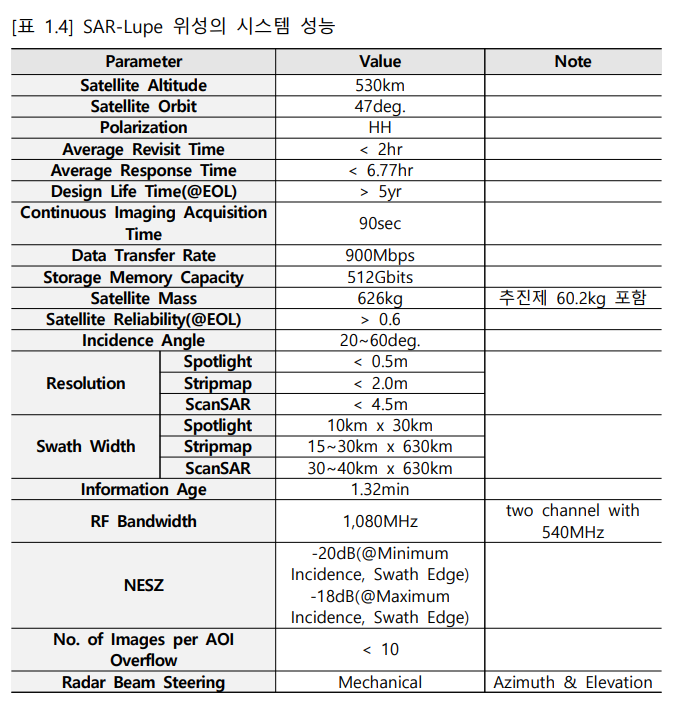 [표 1.4] SAR-Lupe 위성의 시스템 성능
Parameter Value Note
Satellite Altitude 530km
Satellite Orbit 47deg.
Polarization HH
Average Revisit Time < 2hr
Average Response Time < 6.77hr
Design Life Time(@EOL) > 5yr
Continuous Imaging Acquisition
Time
90sec
Data Transfer Rate 900Mbps
Storage Memory Capacity 512Gbits
Satellite Mass 626kg 추진제 60.2kg 포함
Satellite Reliability(@EOL) > 0.6
Incidence Angle 20~60deg.
Resolution
Spotlight < 0.5m
Stripmap < 2.0m
ScanSAR < 4.5m
Swath Width
Spotlight 10km x 30km
Stripmap 15~30km x 630km
ScanSAR 30~40km x 630km
Information Age 1.32min
RF Bandwidth 1,080MHz
two channel with
540MHz
NESZ
-20dB(@Minimum
Incidence, Swath Edge)
-18dB(@Maximum
Incidence, Swath Edge)
No. of Images per AOI
Overflow
< 10
Radar Beam Steering Mechanical Azimuth & Elevation